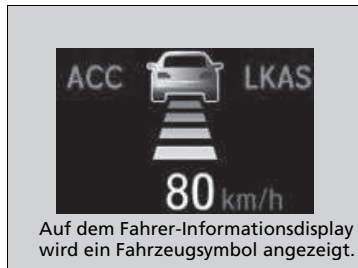 ACC LKAS
80 km/h
Auf dem Fahrer-Informationsdisplay
wird ein Fahrzeugsymbol angezeigt.